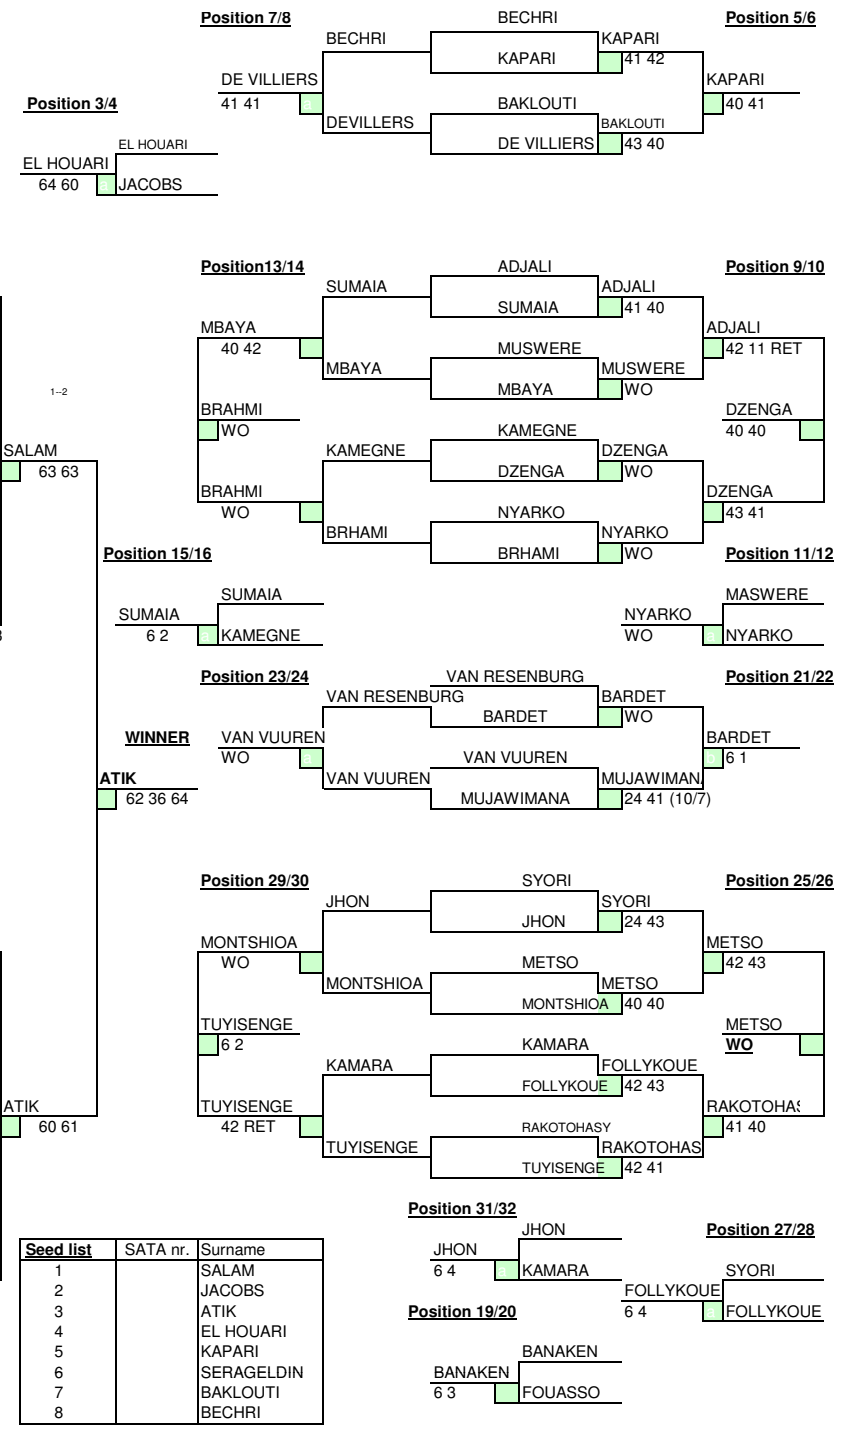 Position 7/8
BECHRI
Position 5/6
BECHRI
KAPARI
KAPARI
41 42
DE VILLIERS
KAPARI
41 41
a
BAKLOUTI
40 41
Position 3/4
DEVILLERS
BAKLOUTI
EL HOUARI
DE VILLIERS
43 40
EL HOUARI
64 60
a
JACOBS
Position13/14
ADJALI
Position 9/10
SUMAIA
ADJALI
SUMAIA
41 40
MBAYA
ADJALI
40 42
MUSWERE
42 11 RET
MBAYA
MUSWERE
1--2
MBAYA
WO
BRAHMI
DZENGA
WO
KAMEGNE
40 40
SALAM
KAMEGNE
DZENGA
63 63
DZENGA
WO
BRAHMI
DZENGA
WO
NYARKO
43 41
BRHAMI
NYARKO
Position 15/16
BRHAMI
WO
Position 11/12
SUMAIA
MASWERE
SUMAIA
NYARKO
6 2
a
KAMEGNE
WO
a
NYARKO
Position 23/24
VAN RESENBURG
Position 21/22
VAN RESENBURG
BARDET
BARDET
WO
WINNER
VAN VUUREN
BARDET
WO
a
VAN VUUREN
6 1
ATIK
VAN VUUREN
MUJAWIMAN
62 36 64
MUJAWIMANA
24 41 (10/7)
Position 29/30
SYORI
Position 25/26
JHON
SYORI
JHON
24 43
MONTSHIOA
METSO
WO
METSO
42 43
MONTSHIOA
METSO
MONTSHIOA
40 40
TUYISENGE
METSO
6 2
KAMARA
WO
KAMARA
FOLLYKOUE
FOLLYKOUE
42 43
ATIK
TUYISENGE
RAKOTOHAS
60 61
42 RET
RAKOTOHASY
41 40
TUYISENGE
RAKOTOHAS
TUYISENGE
42 41
Position 31/32
JHON
Position 27/28
Seed list SATA nr. Surname
JHON
1 SALAM
6 4
a
KAMARA
SYORI
2 JACOBS
FOLLYKOUE
3 ATIK
Position 19/20
6 4
a
FOLLYKOUE
4 EL HOUARI
5 KAPARI
BANAKEN
6 SERAGELDIN
BANAKEN
7 BAKLOUTI
6 3
FOUASSO
8 BECHRI